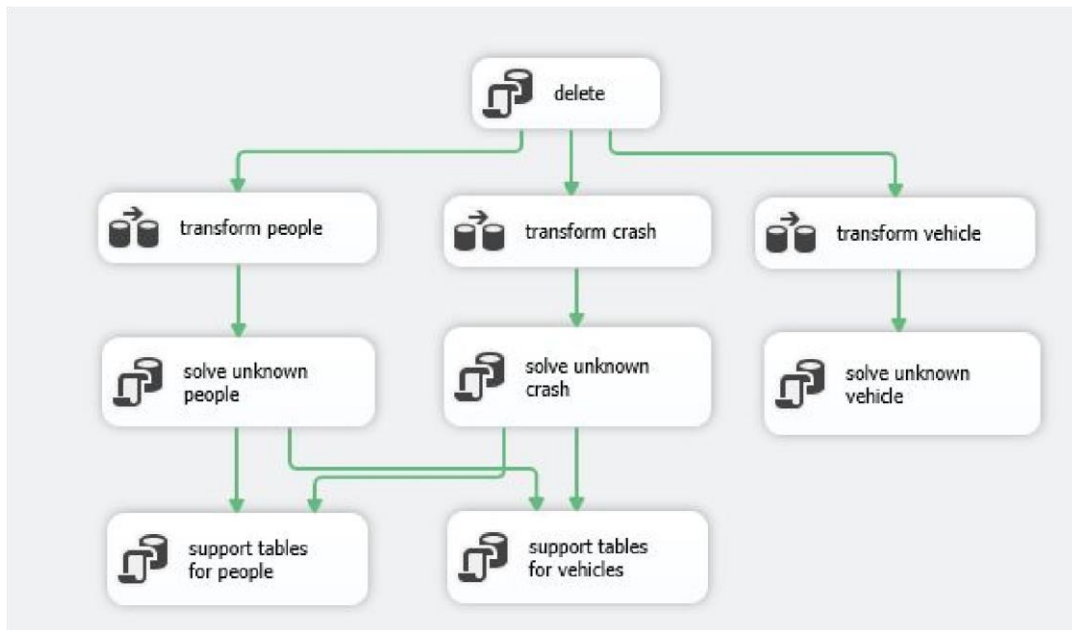 delete
transform people
transform crash
transform vehicle
solve unknown
people
solve unknown
crash
solve unknown
vehicle
support tables
for people
support tables
for vehicles